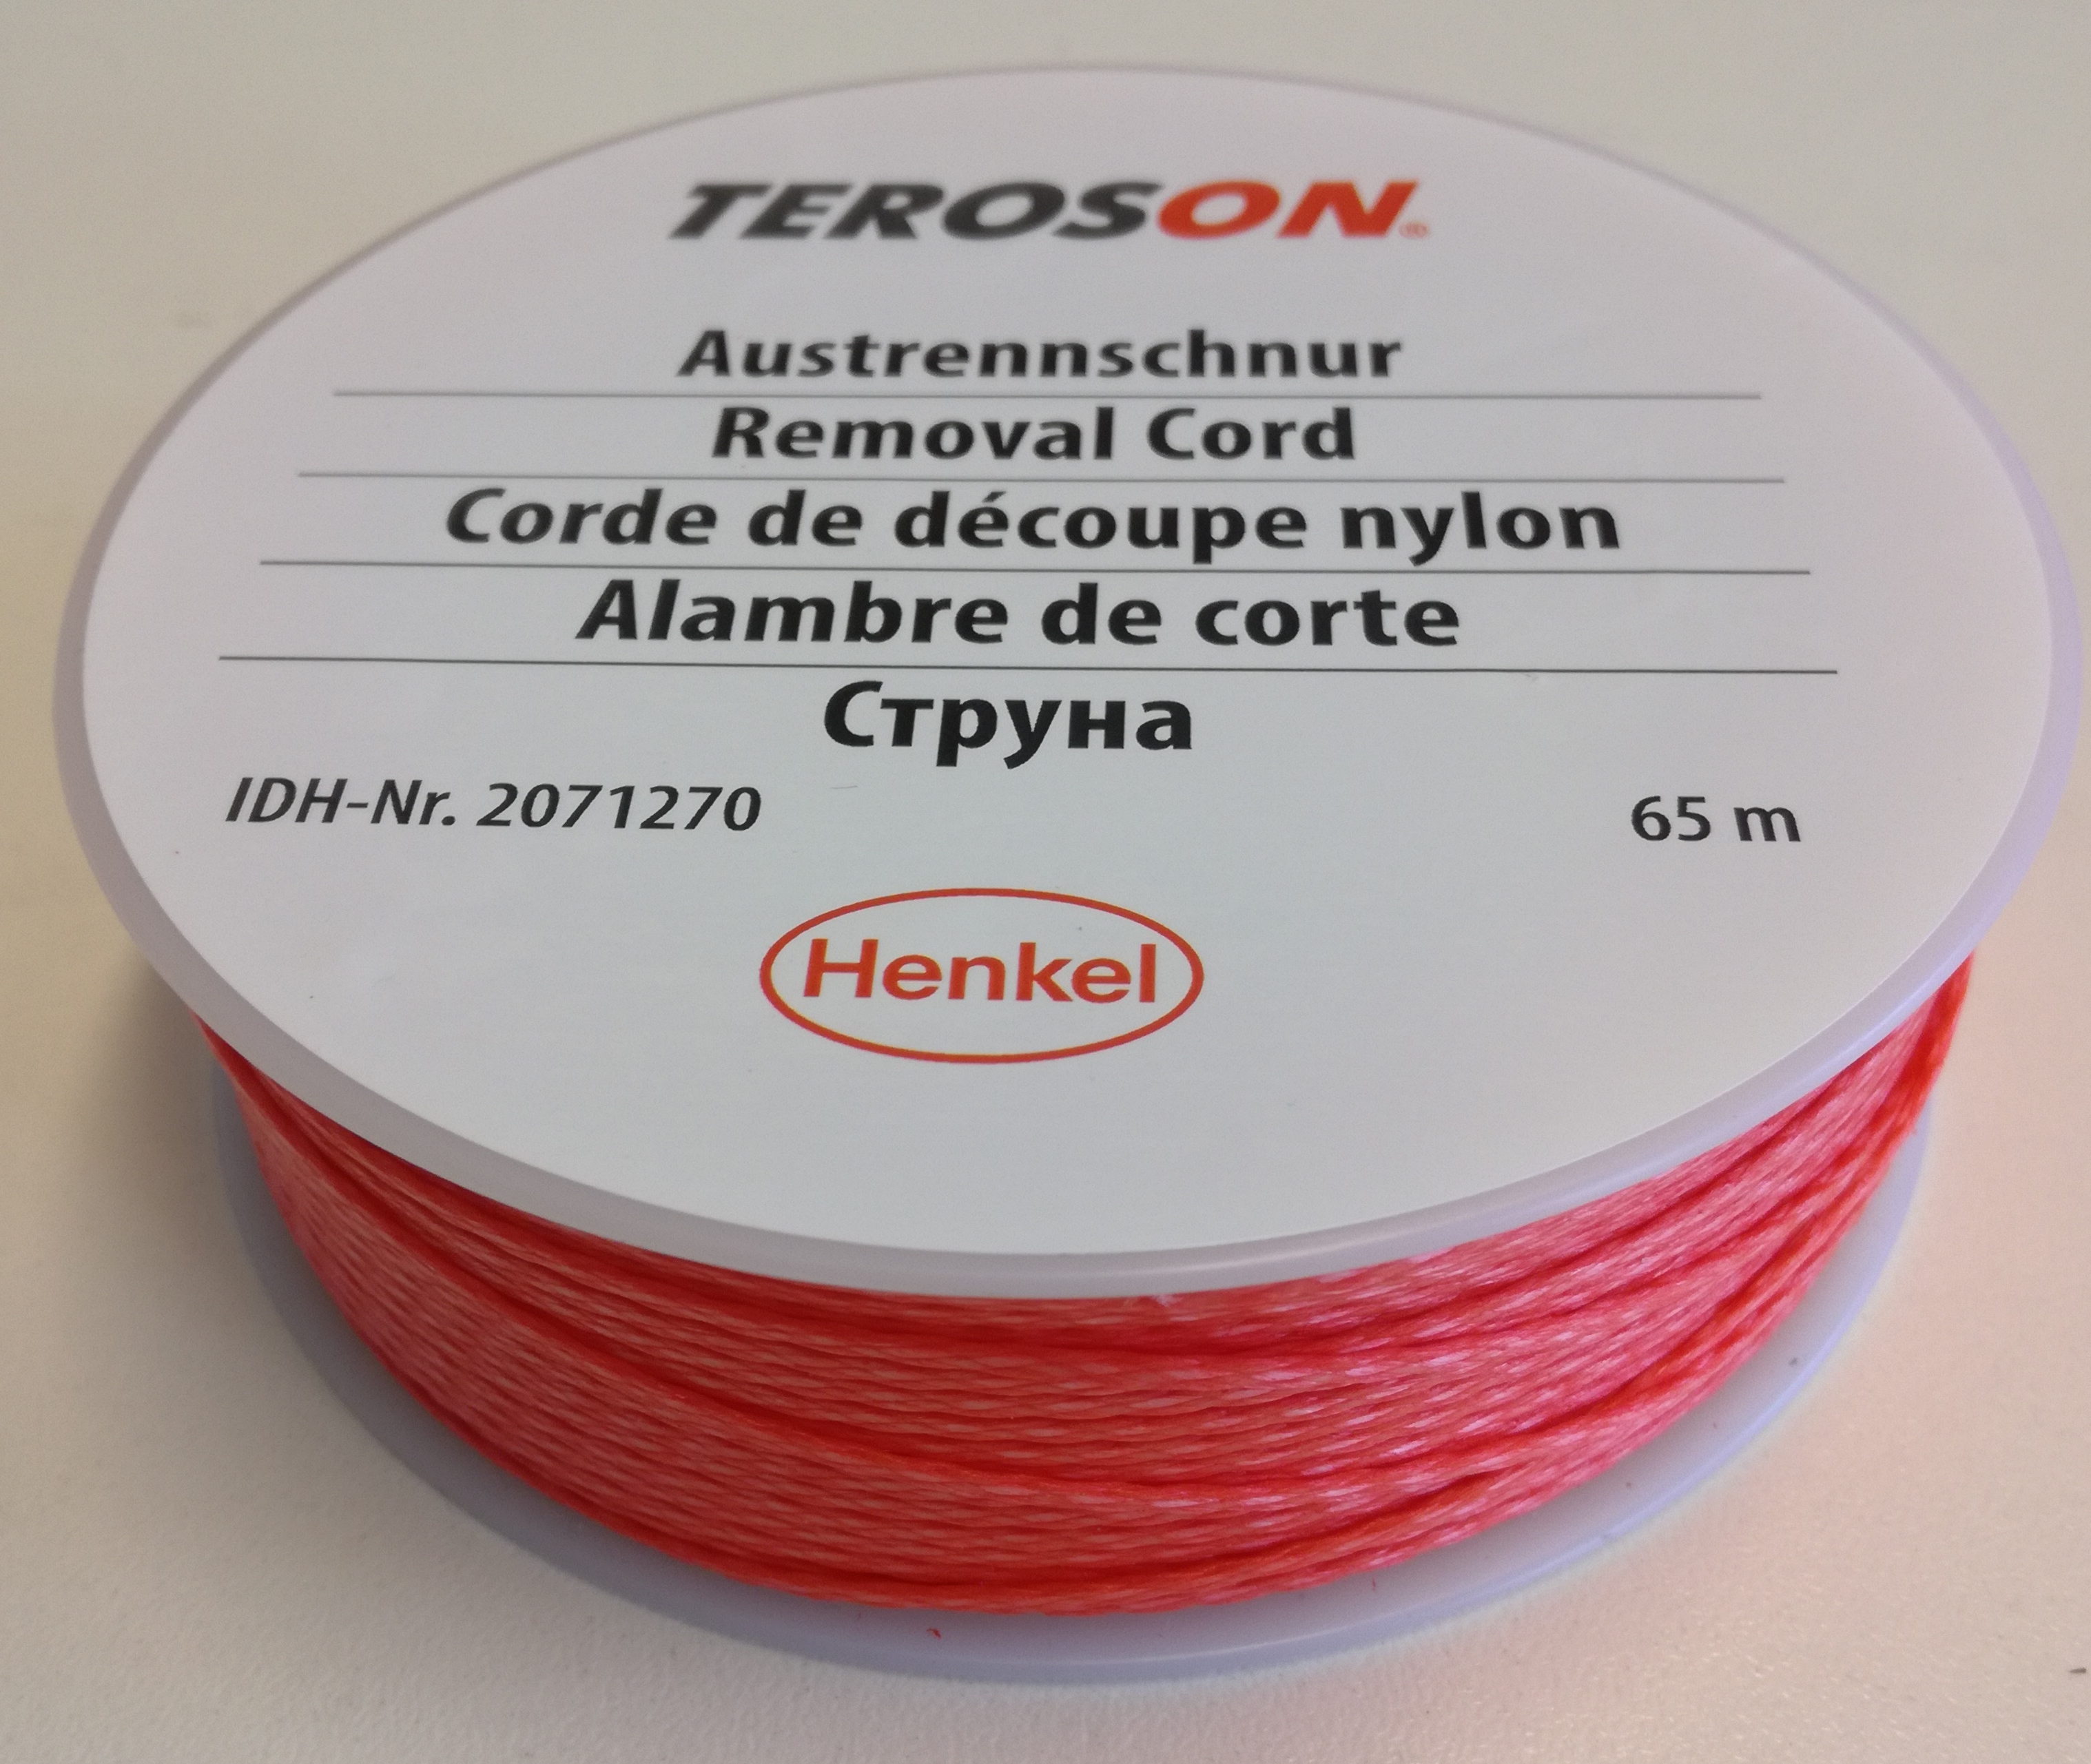 TEROSON®
Austrennschnur
Removal Cord
Corde de découpe nylon
Alambre de corte
Струна
IDH-Nr. 2071270 65 m
Henkel